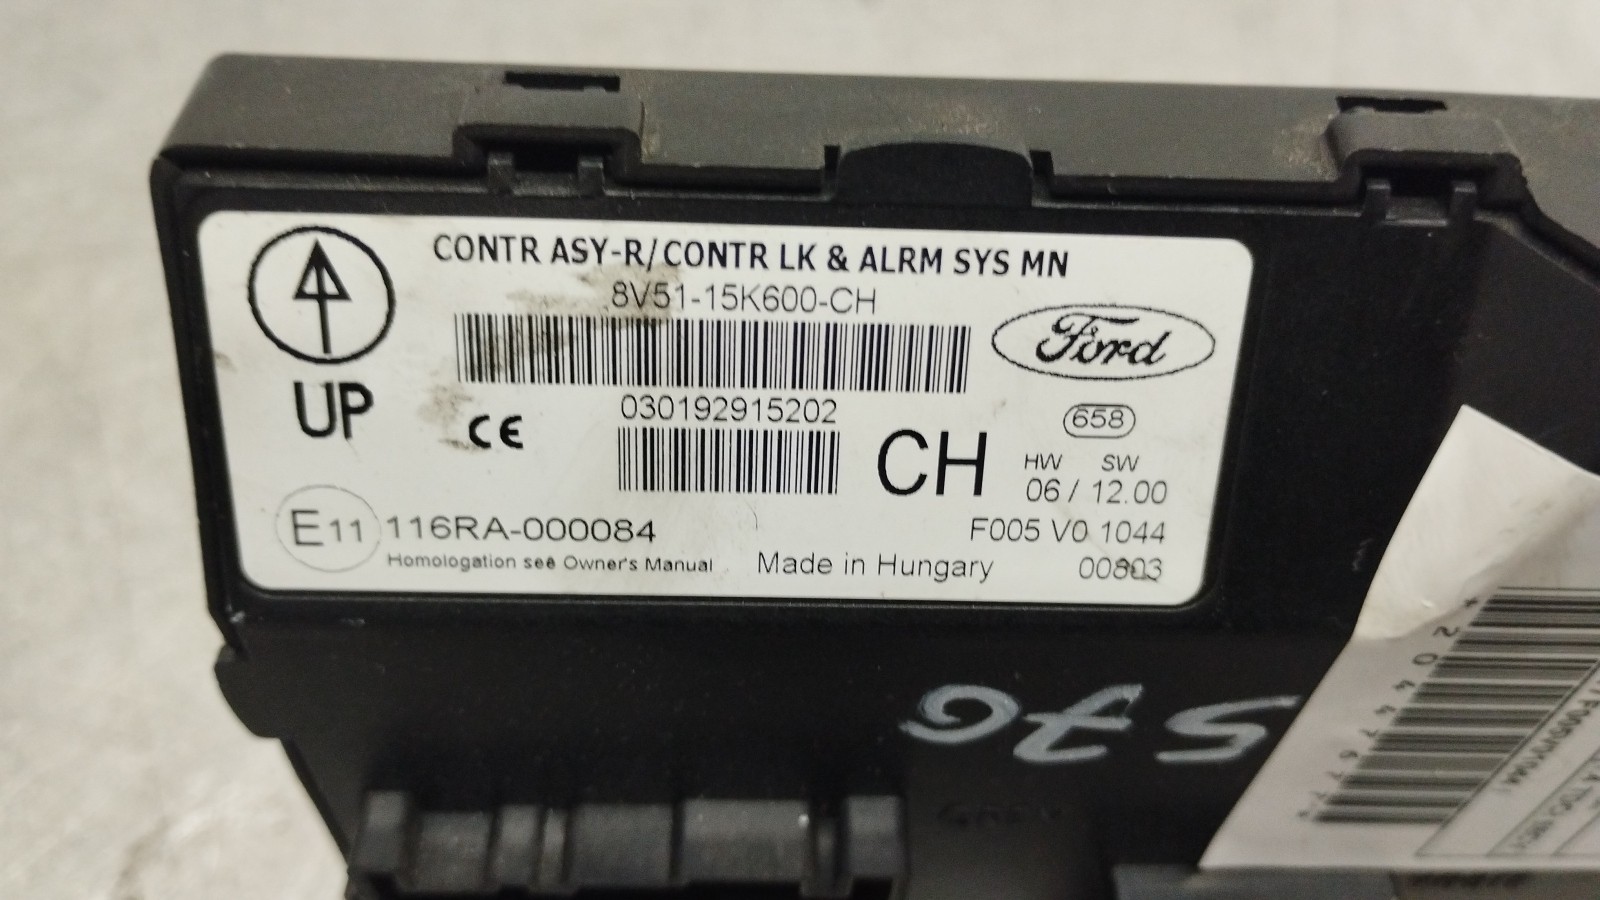 CONTR ASY-R/CONTR LK & ALRM SYS MN
8V51-15K600-CH
Ford
UP
CE
030192915202
CH
658
HW SW
06 / 12.00
E11 116RA-000084
F005 V0 1044
Homologation see Owner's Manual
Made in Hungary
00803
*2044767*